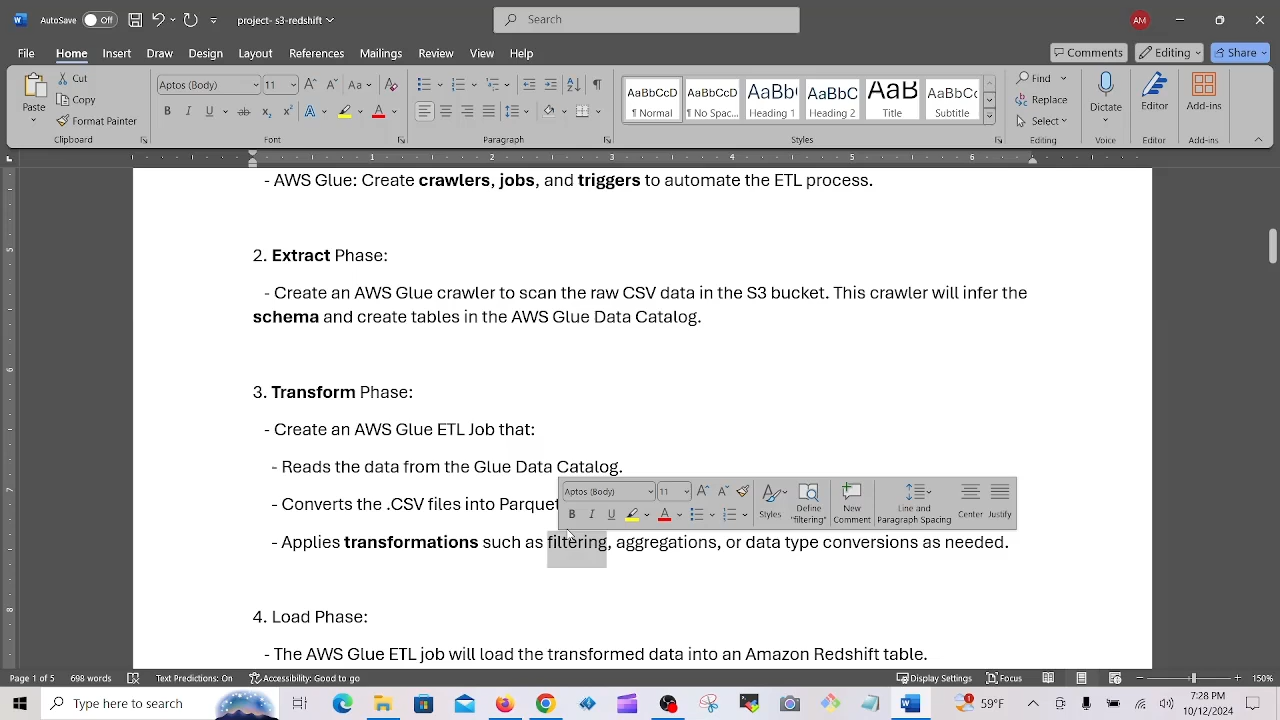 AutoSave Off project- s3-redshift Search AM
File Home Insert Draw Design Layout References Mailings Review View Help Comments Editing Share
Paste Cut Copy Format Painter Clipboard
Aptos (Body) 11 Font
Paragraph
AaBbCcD AaBbCcD AaBb( AaBbC AaB AaBbCc
¶ Normal ¶ No Spac... Heading 1 Heading 2 Title Subtitle
Styles
Find Replace Select Editing
Dictate Voice
Editor Editor
Add-ins Add-ins
1 2 3 4 5 6
- AWS Glue: Create crawlers, jobs, and triggers to automate the ETL process.
2. Extract Phase:
- Create an AWS Glue crawler to scan the raw CSV data in the S3 bucket. This crawler will infer the
schema and create tables in the AWS Glue Data Catalog.
3. Transform Phase:
- Create an AWS Glue ETL Job that:
- Reads the data from the Glue Data Catalog.
- Converts the .CSV files into Parquet
Aptos (Body) 11 Styles Define "filtering" New Comment Line and Paragraph Spacing Center Justify
- Applies transformations such as filtering, aggregations, or data type conversions as needed.
4. Load Phase:
- The AWS Glue ETL job will load the transformed data into an Amazon Redshift table.
Page 1 of 5 698 words Text Predictions: On Accessibility: Good to go Display Settings Focus 150%
Type here to search 59°F 7:28 PM
10/12/2024